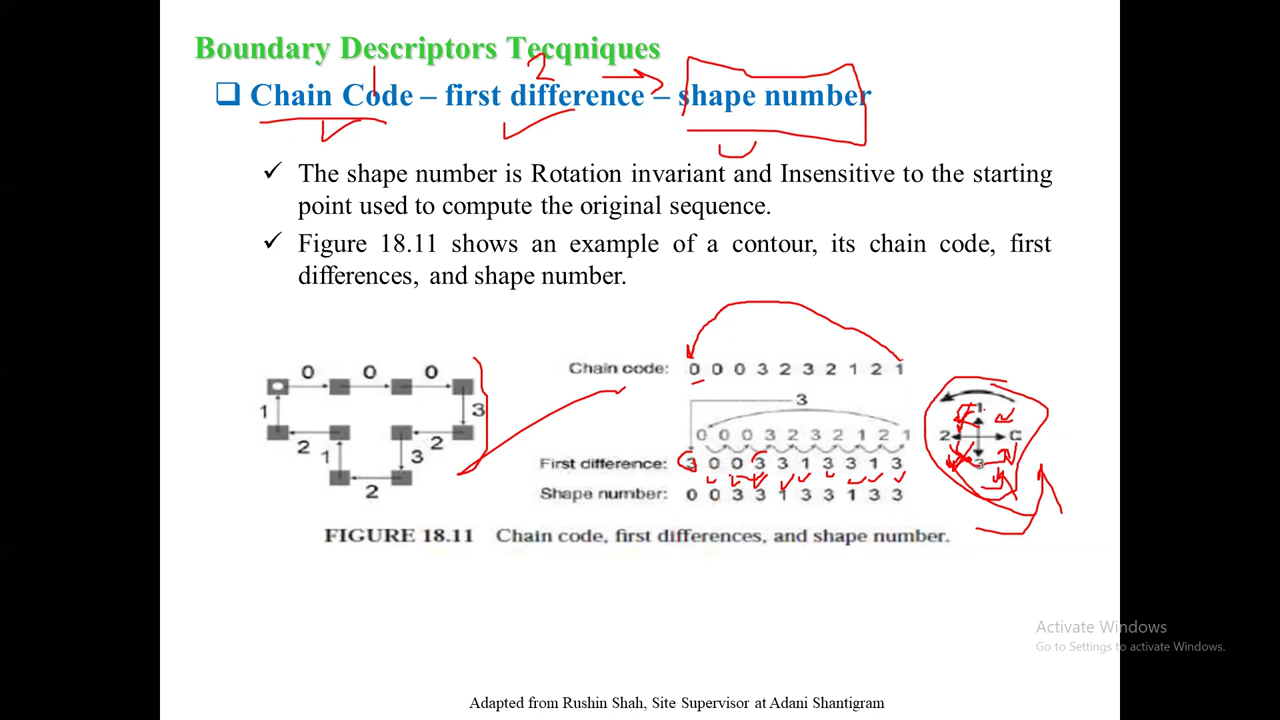 Boundary Descriptors Tecqniques
2
❑ Chain Code – first difference – shape number
✓ The shape number is Rotation invariant and Insensitive to the starting
point used to compute the original sequence.
✓ Figure 18.11 shows an example of a contour, its chain code, first
differences, and shape number.
0 0 0
1 3
2 1 3 2
2
Chain code: 0 0 0 3 2 3 2 1 2 1
3
0 0 0 3 2 3 2 1 2 1
First difference: 3 0 0 3 3 1 3 3 1 3
Shape number: 0 0 3 3 1 3 3 1 3 3
1
2 0
3
FIGURE 18.11 Chain code, first differences, and shape number.
Activate Windows
Go to Settings to activate Windows.
Adapted from Rushin Shah, Site Supervisor at Adani Shantigram